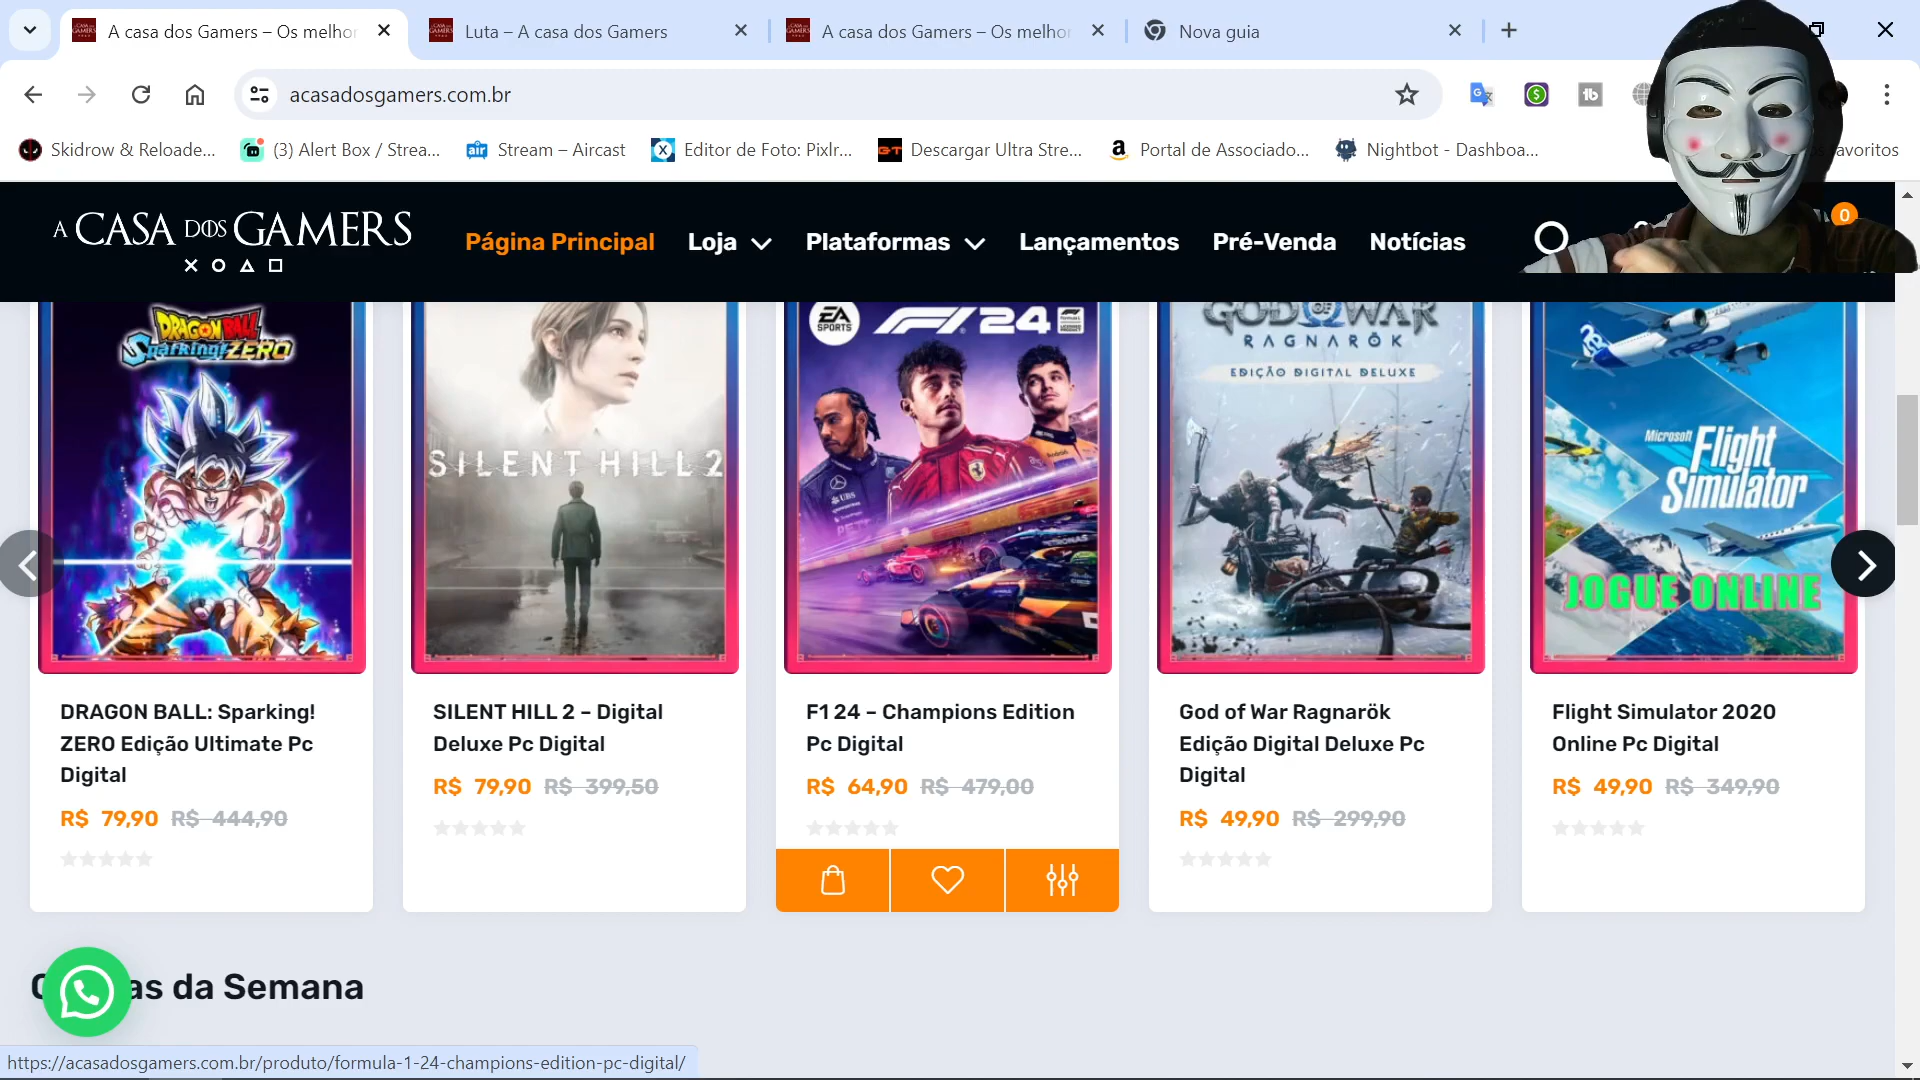 A casa dos Gamers – Os melhor
Luta – A casa dos Gamers
A casa dos Gamers – Os melho
Nova guia
acasadosgamers.com.br
Skidrow & Reloade...
(3) Alert Box / Strea...
Stream – Aircast
Editor de Foto: Pixlr...
Descargar Ultra Stre...
Portal de Associado...
Nightbot - Dashboa...
favoritos
A CASA DOS GAMERS
Página Principal
Loja
Plataformas
Lançamentos
Pré-Venda
Notícias
0
DRAGON BALL
Sparking! ZERO
SILENT HILL 2
EA SPORTS
F1 24
GOD OF WAR
RAGNARÖK
EDIÇÃO DIGITAL DELUXE
Microsoft
Flight
Simulator
JOGUE ONLINE
DRAGON BALL: Sparking!
ZERO Edição Ultimate Pc
Digital
R$ 79,90 R$ 444,90
SILENT HILL 2 – Digital
Deluxe Pc Digital
R$ 79,90 R$ 399,50
F1 24 – Champions Edition
Pc Digital
R$ 64,90 R$ 479,00
God of War Ragnarök
Edição Digital Deluxe Pc
Digital
R$ 49,90 R$ 299,90
Flight Simulator 2020
Online Pc Digital
R$ 49,90 R$ 349,90
as da Semana
https://acasadosgamers.com.br/produto/formula-1-24-champions-edition-pc-digital/